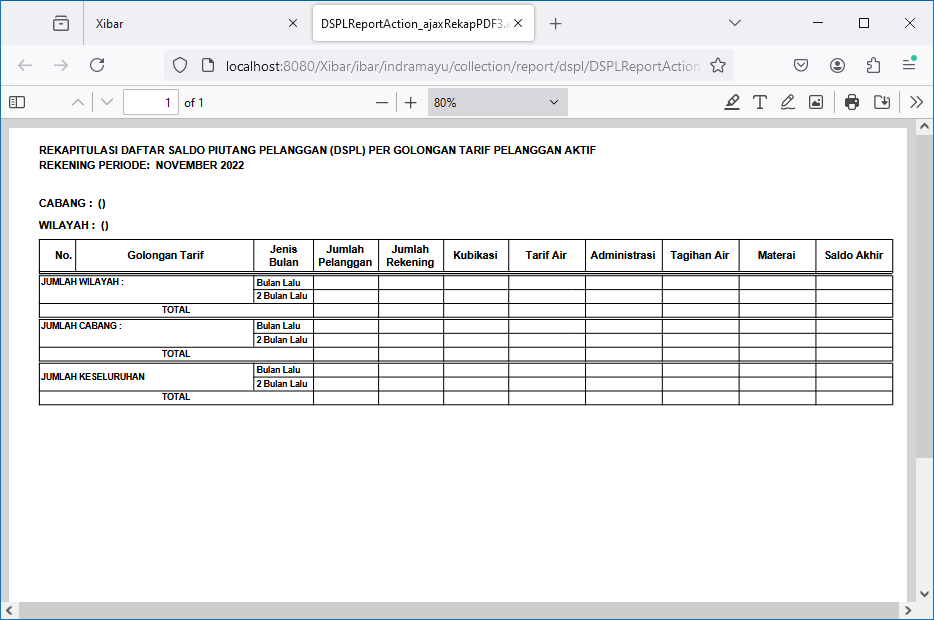 Xibar
DSPLReportAction_ajaxRekapPDF3.a
localhost:8080/Xibar/ibar/indramayu/collection/report/dspl/DSPLReportAction_
1 of 1
80%
REKAPITULASI DAFTAR SALDO PIUTANG PELANGGAN (DSPL) PER GOLONGAN TARIF PELANGGAN AKTIF
REKENING PERIODE: NOVEMBER 2022
CABANG : ()
WILAYAH : ()
No. Golongan Tarif Jenis Bulan Jumlah Pelanggan Jumlah Rekening Kubikasi Tarif Air Administrasi Tagihan Air Materai Saldo Akhir
JUMLAH WILAYAH : Bulan Lalu
2 Bulan Lalu
TOTAL
JUMLAH CABANG : Bulan Lalu
2 Bulan Lalu
TOTAL
JUMLAH KESELURUHAN Bulan Lalu
2 Bulan Lalu
TOTAL